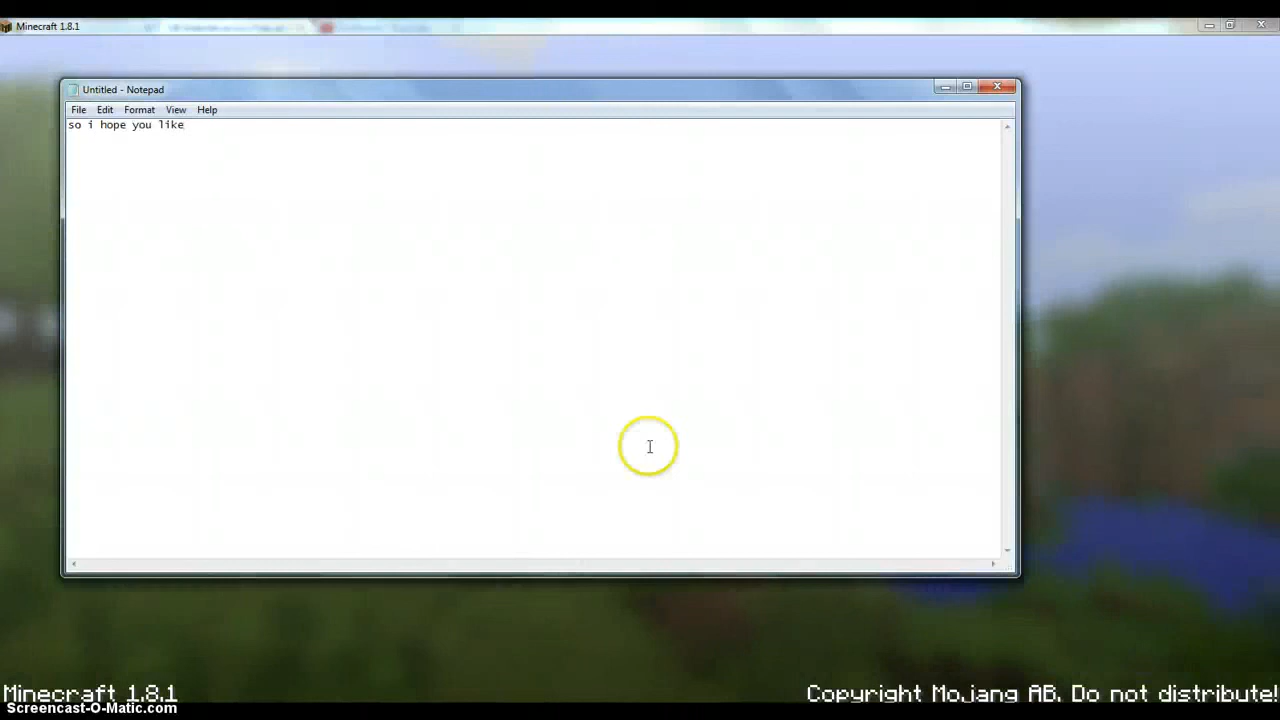 Minecraft 1.8.1
Untitled - Notepad
File Edit Format View Help
so i hope you like
Minecraft 1.8.1
Copyright Mojang AB. Do not distribute!
Screencast-O-Matic.com